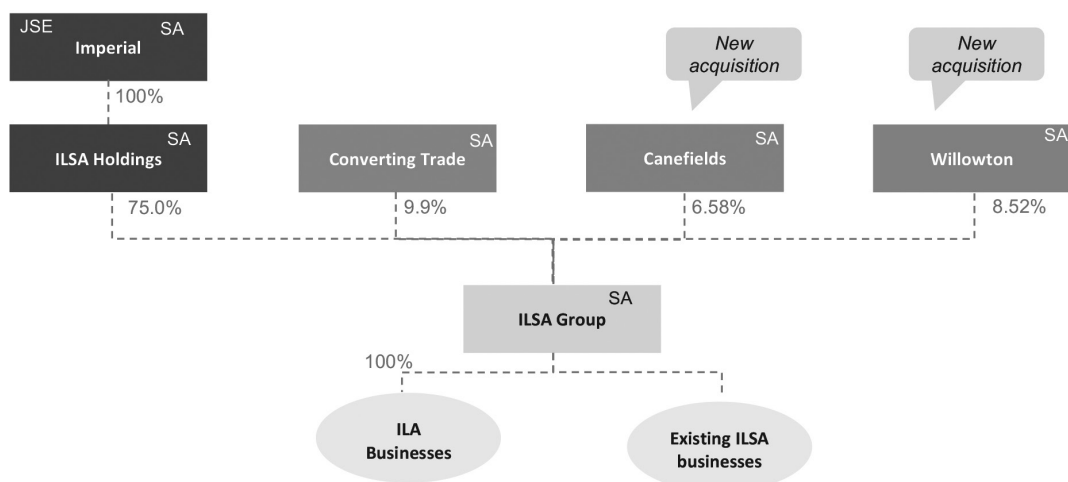 JSE SA
Imperial
100%
New
acquisition
New
acquisition
SA
ILSA Holdings
SA
Converting Trade
SA
Canefields
SA
Willowton
75.0%
9.9%
6.58%
8.52%
SA
ILSA Group
100%
ILA
Businesses
Existing ILSA
businesses